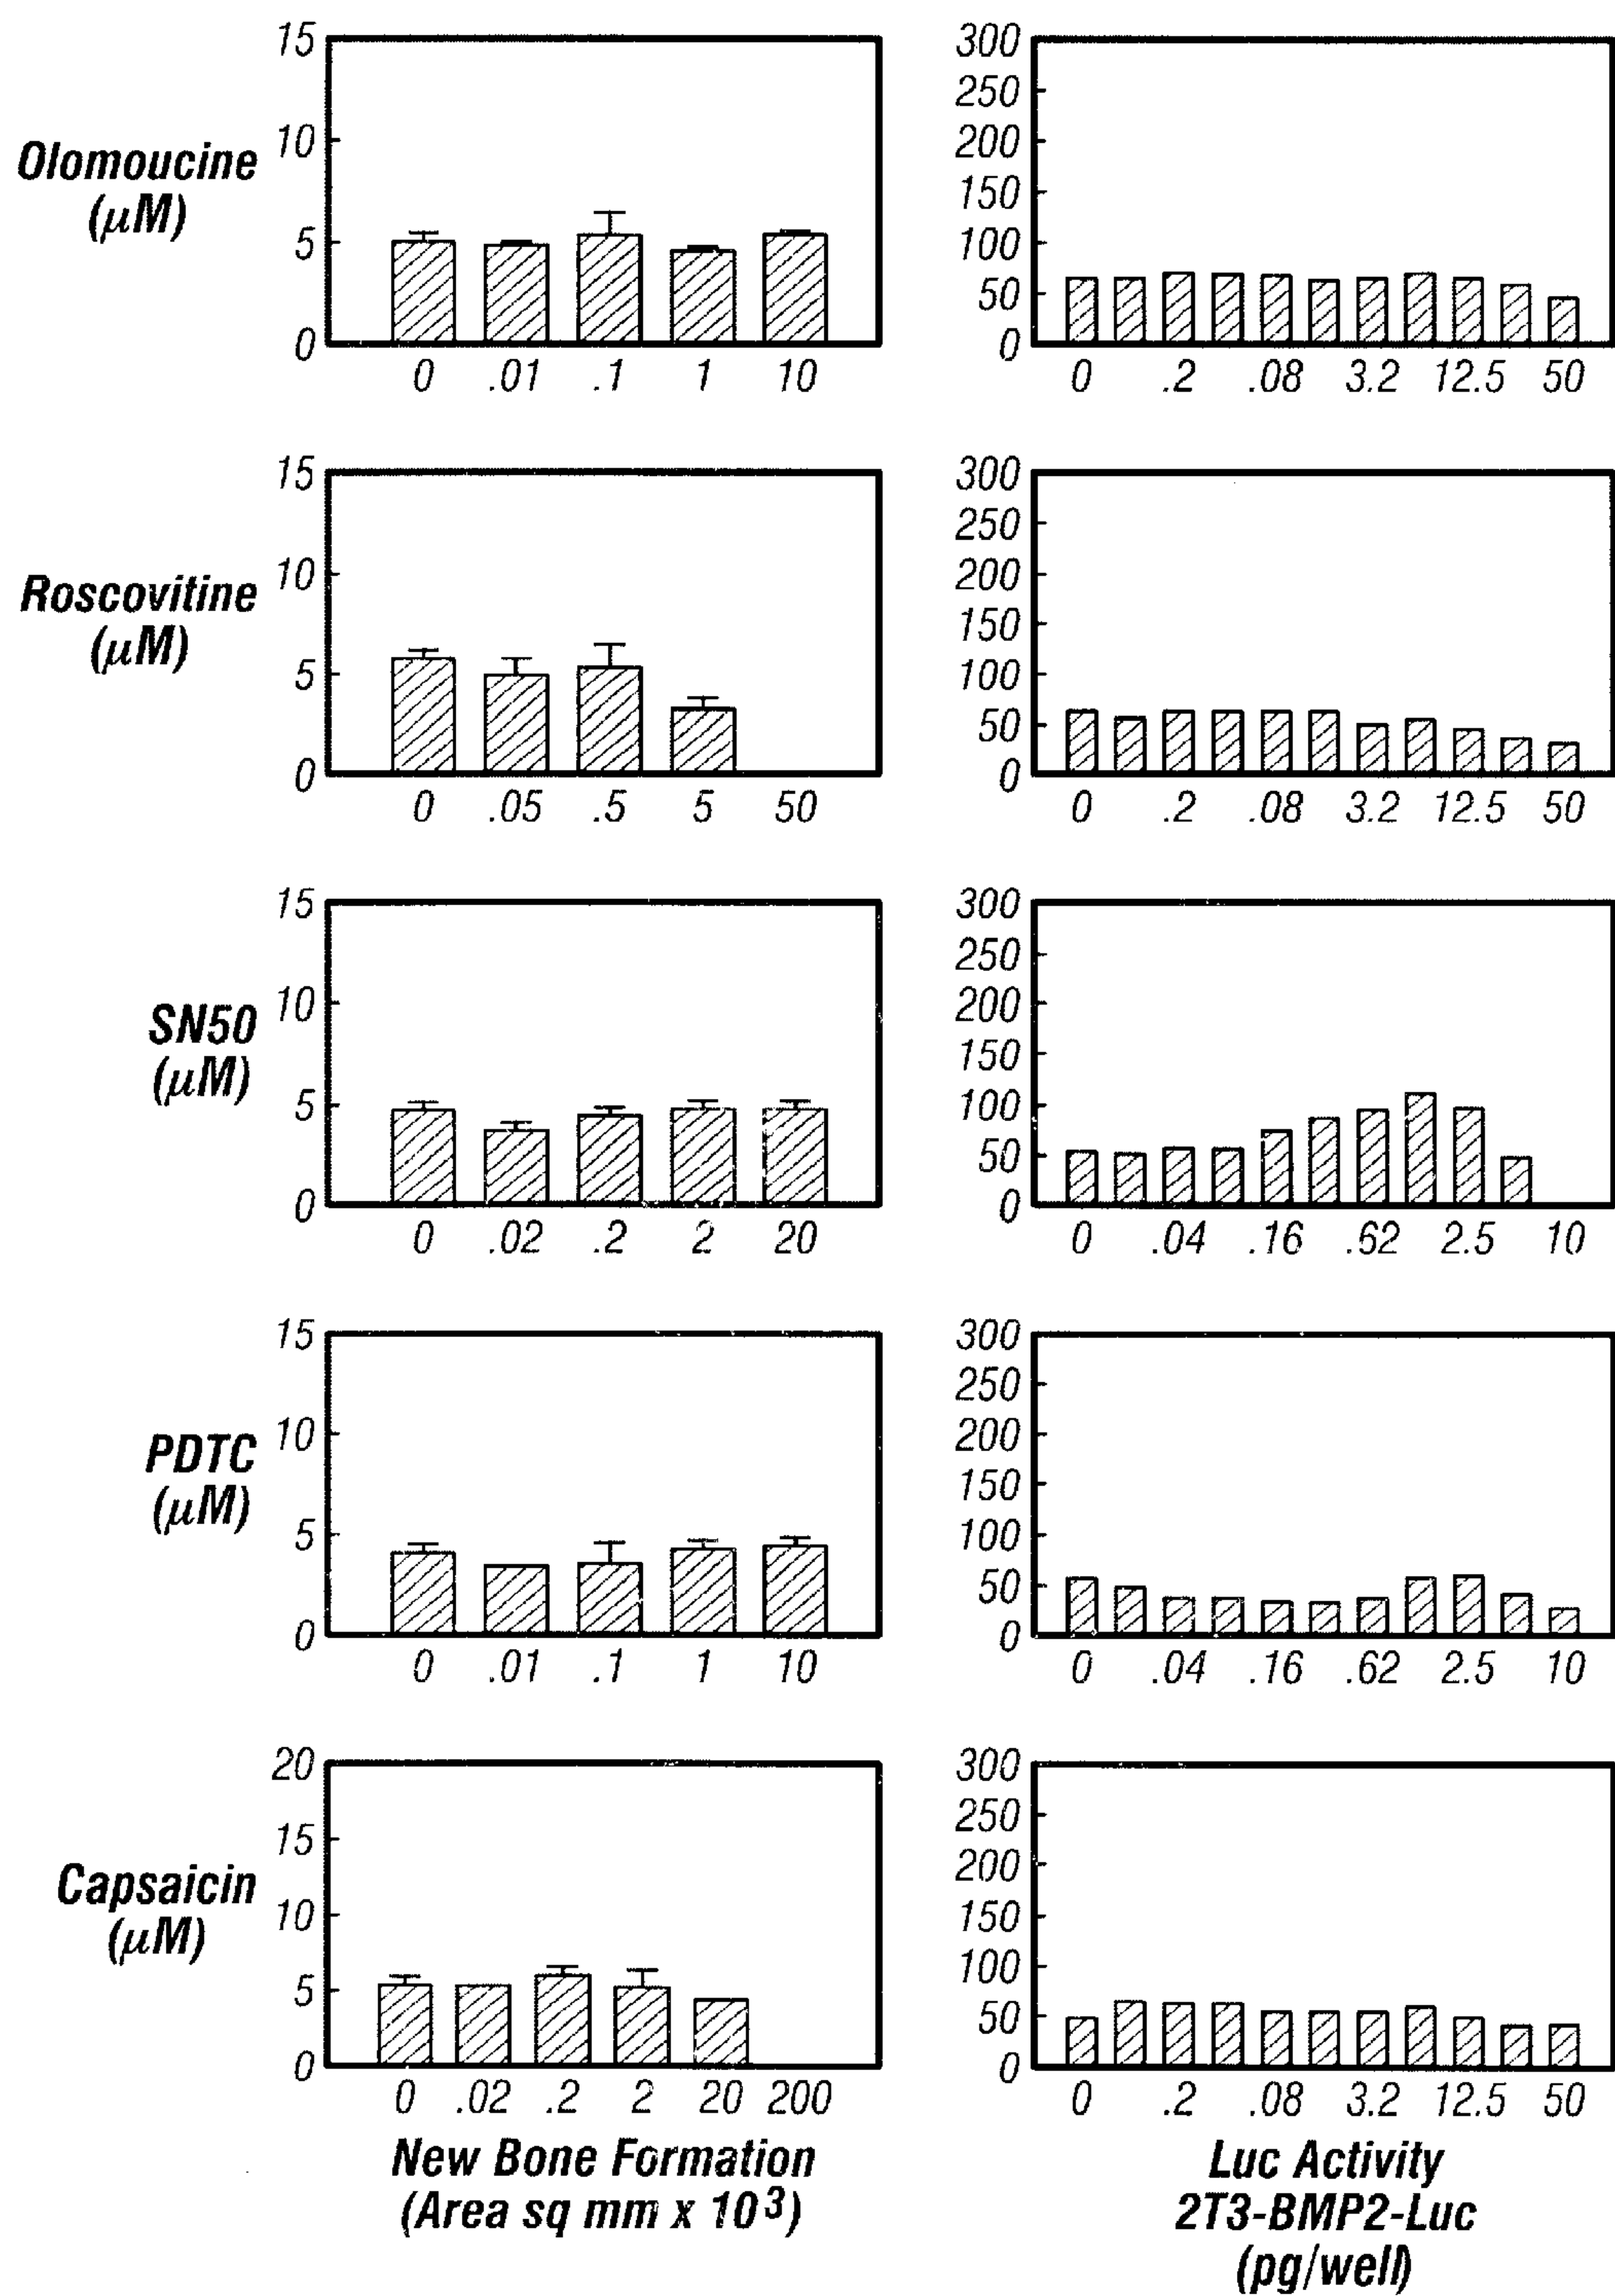 15
10
5
0
Olomoucine
(μM)
0 .01 .1 1 10
300
250
200
150
100
50
0
0 .2 .08 3.2 12.5 50
15
10
5
0
Roscovitine
(μM)
0 .05 .5 5 50
300
250
200
150
100
50
0
0 .2 .08 3.2 12.5 50
15
10
5
0
SN50
(μM)
0 .02 .2 2 20
300
250
200
150
100
50
0
0 .04 .16 .62 2.5 10
15
10
5
0
PDTC
(μM)
0 .01 .1 1 10
300
250
200
150
100
50
0
0 .04 .16 .62 2.5 10
20
15
10
5
0
Capsaicin
(μM)
0 .02 .2 2 20 200
New Bone Formation
(Area sq mm x 10³)
300
250
200
150
100
50
0
0 .2 .08 3.2 12.5 50
Luc Activity
2T3-BMP2-Luc
(pg/well)